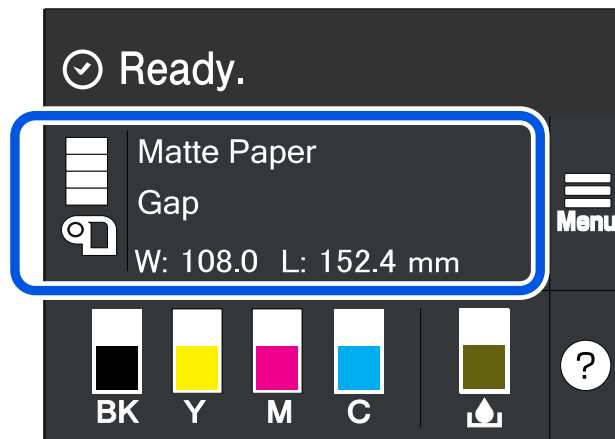 Ready.
Matte Paper
Gap
W: 108.0 L: 152.4 mm
Menu
BK Y M C
?